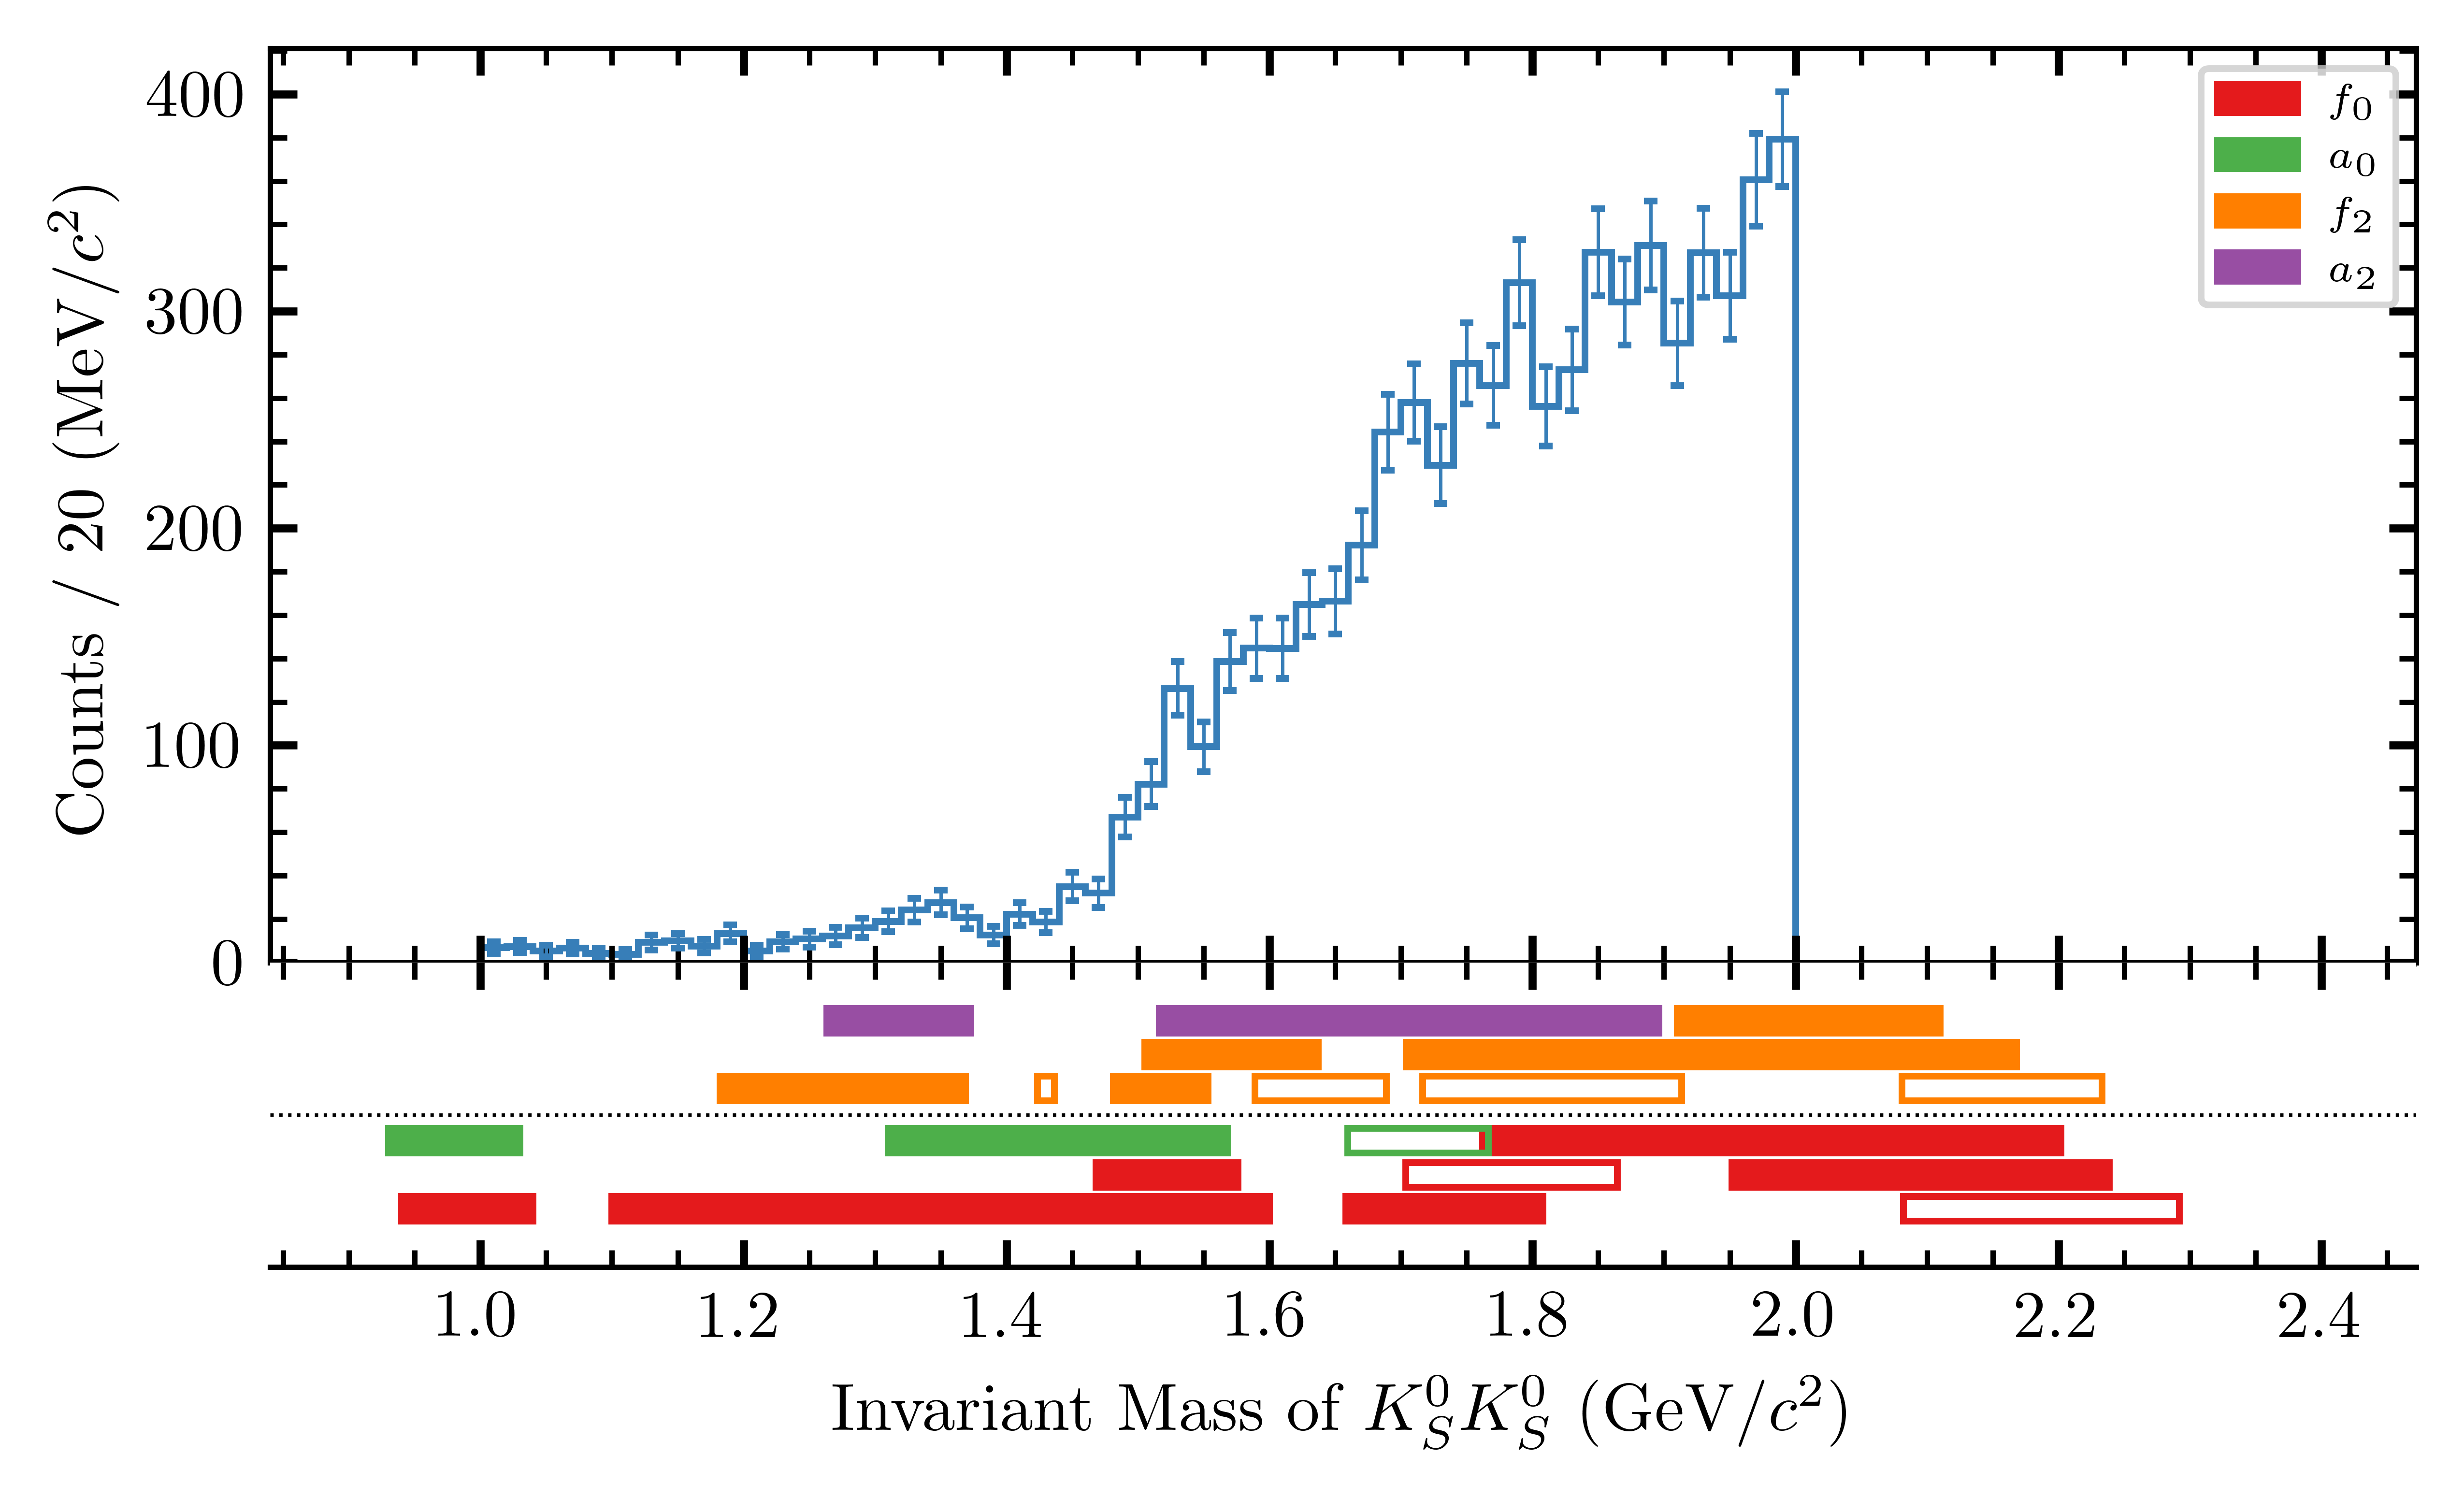 Counts / 20 (MeV/c²)
400
300
200
100
0
f₀
a₀
f₂
a₂
1.0 1.2 1.4 1.6 1.8 2.0 2.2 2.4
Invariant Mass of K⁰_S K⁰_S (GeV/c²)